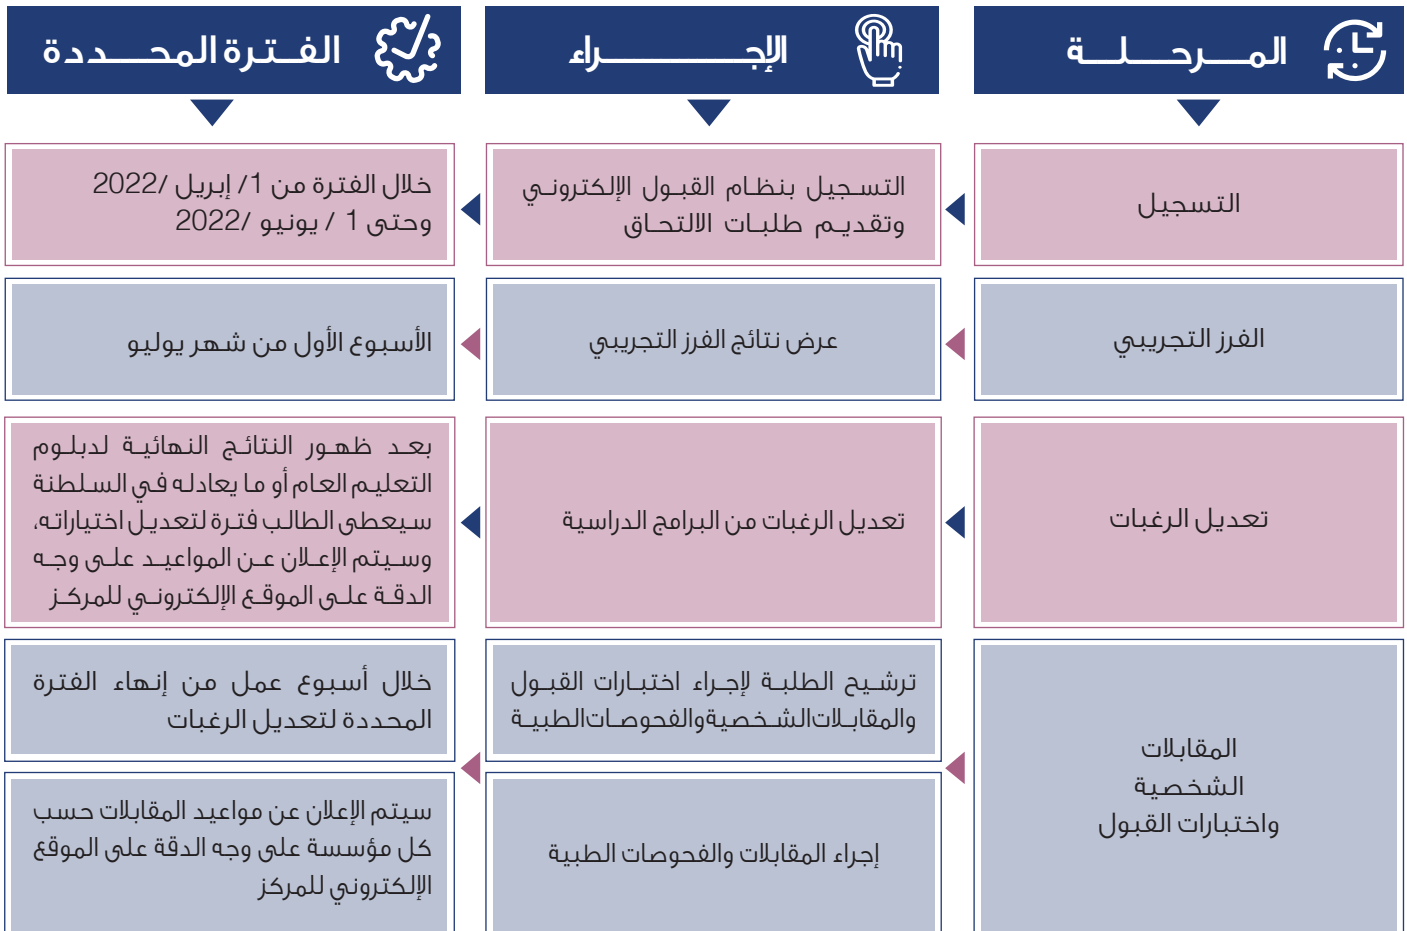 المرحلة
الإجراء
الفترة المحددة
التسجيل
التسجيل بنظام القبول الإلكتروني
وتقديم طلبات الالتحاق
خلال الفترة من 1/ إبريل /2022
وحتى 1 / يونيو /2022
الفرز التجريبي
عرض نتائج الفرز التجريبي
الأسبوع الأول من شهر يوليو
تعديل الرغبات
تعديل الرغبات من البرامج الدراسية
بعد ظهور النتائج النهائية لدبلوم
التعليم العام أو ما يعادله في السلطنة
سيعطى الطالب فترة لتعديل اختياراته،
وسيتم الإعلان عن المواعيد على وجه
الدقة على الموقع الإلكتروني للمركز
المقابلات
الشخصية
واختبارات القبول
ترشيح الطلبة لإجراء اختبارات القبول
والمقابلات الشخصية والفحوصات الطبية
خلال أسبوع عمل من إنهاء الفترة
المحددة لتعديل الرغبات
إجراء المقابلات والفحوصات الطبية
سيتم الإعلان عن مواعيد المقابلات حسب
كل مؤسسة على وجه الدقة على الموقع
الإلكتروني للمركز